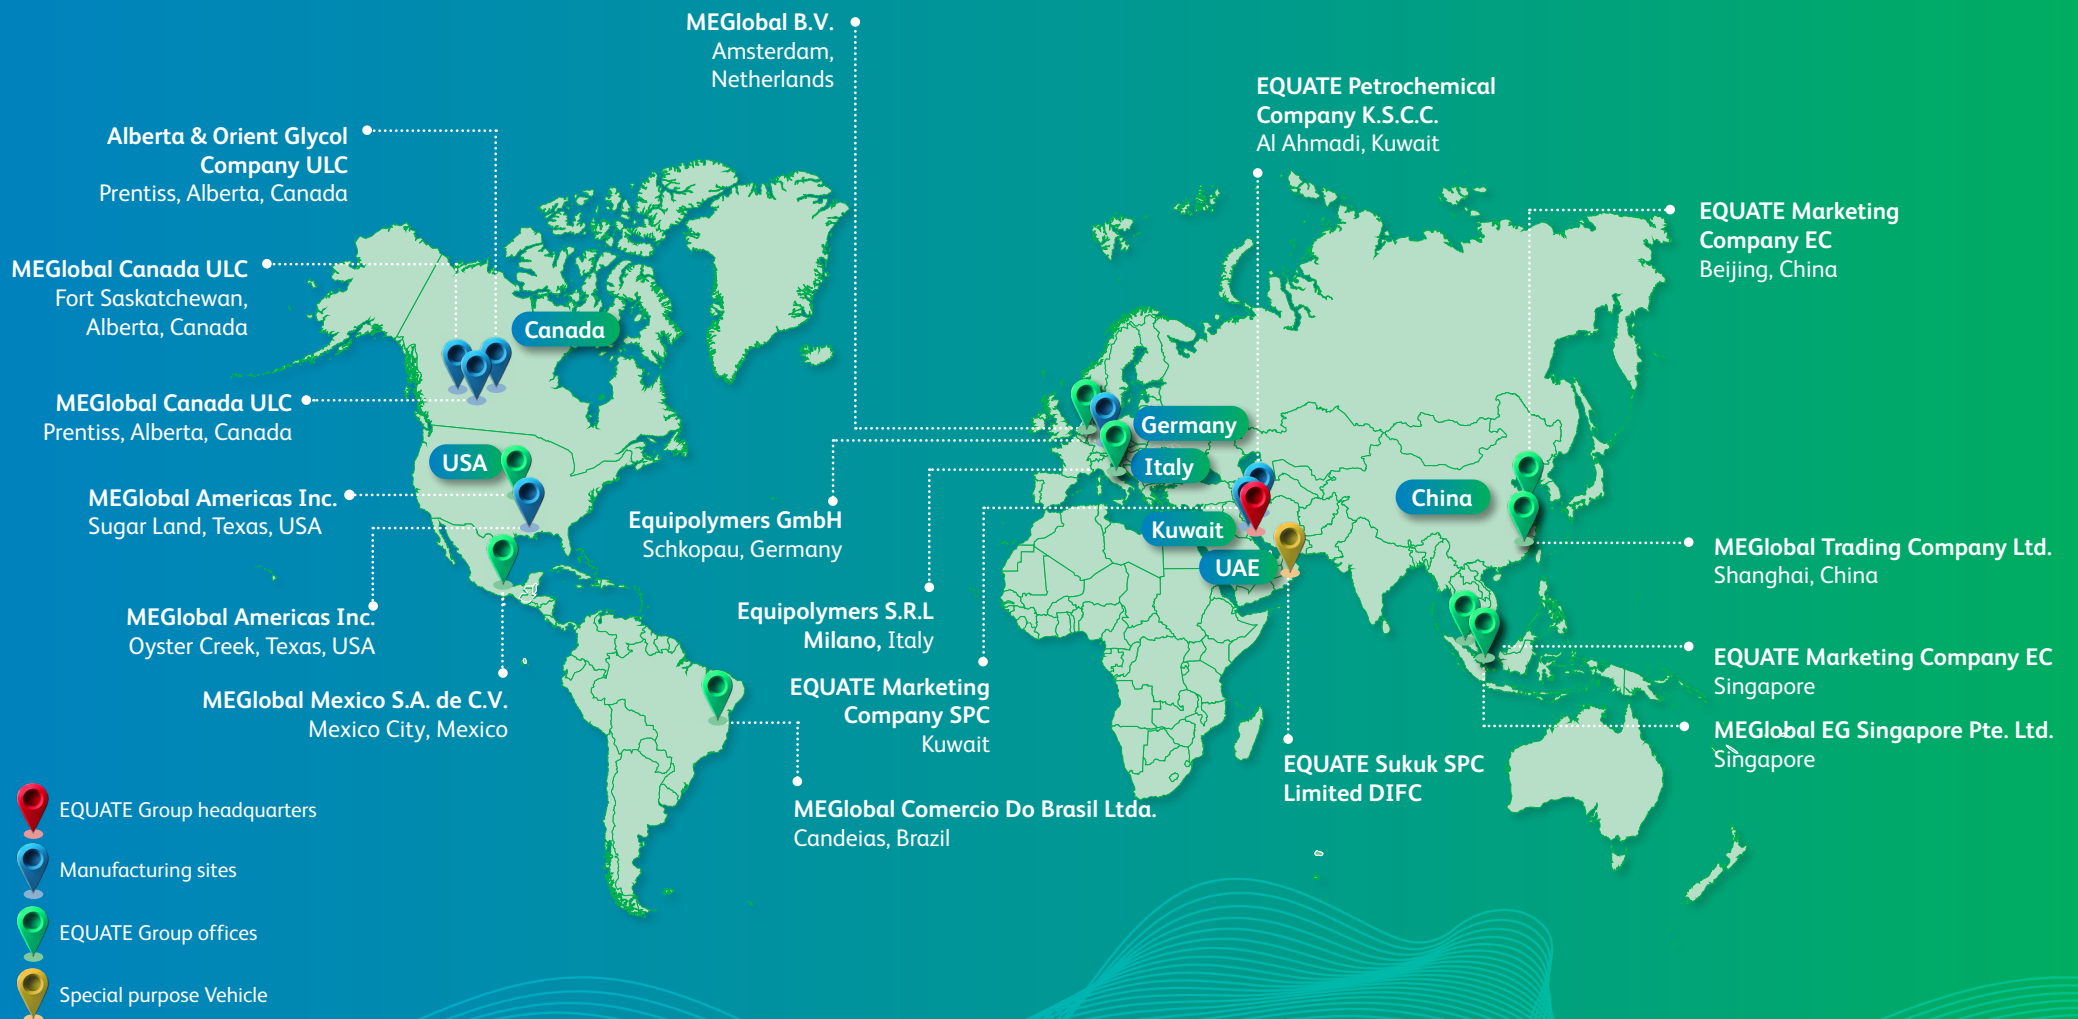 MEGlobal B.V.
Amsterdam,
Netherlands
EQUATE Petrochemical
Company K.S.C.C.
Al Ahmadi, Kuwait
Alberta & Orient Glycol
Company ULC
Prentiss, Alberta, Canada
EQUATE Marketing
Company EC
Beijing, China
MEGlobal Canada ULC
Fort Saskatchewan,
Alberta, Canada
Canada
MEGlobal Canada ULC
Prentiss, Alberta, Canada
Germany
USA
Italy
MEGlobal Americas Inc.
Sugar Land, Texas, USA
China
Equipolymers GmbH
Schkopau, Germany
Kuwait
MEGlobal Trading Company Ltd.
Shanghai, China
UAE
MEGlobal Americas Inc.
Oyster Creek, Texas, USA
Equipolymers S.R.L
Milano, Italy
EQUATE Marketing Company EC
Singapore
MEGlobal Mexico S.A. de C.V.
Mexico City, Mexico
EQUATE Marketing
Company SPC
Kuwait
MEGlobal EG Singapore Pte. Ltd.
Singapore
EQUATE Sukuk SPC
Limited DIFC
MEGlobal Comercio Do Brasil Ltda.
Candeias, Brazil
EQUATE Group headquarters
Manufacturing sites
EQUATE Group offices
Special purpose Vehicle